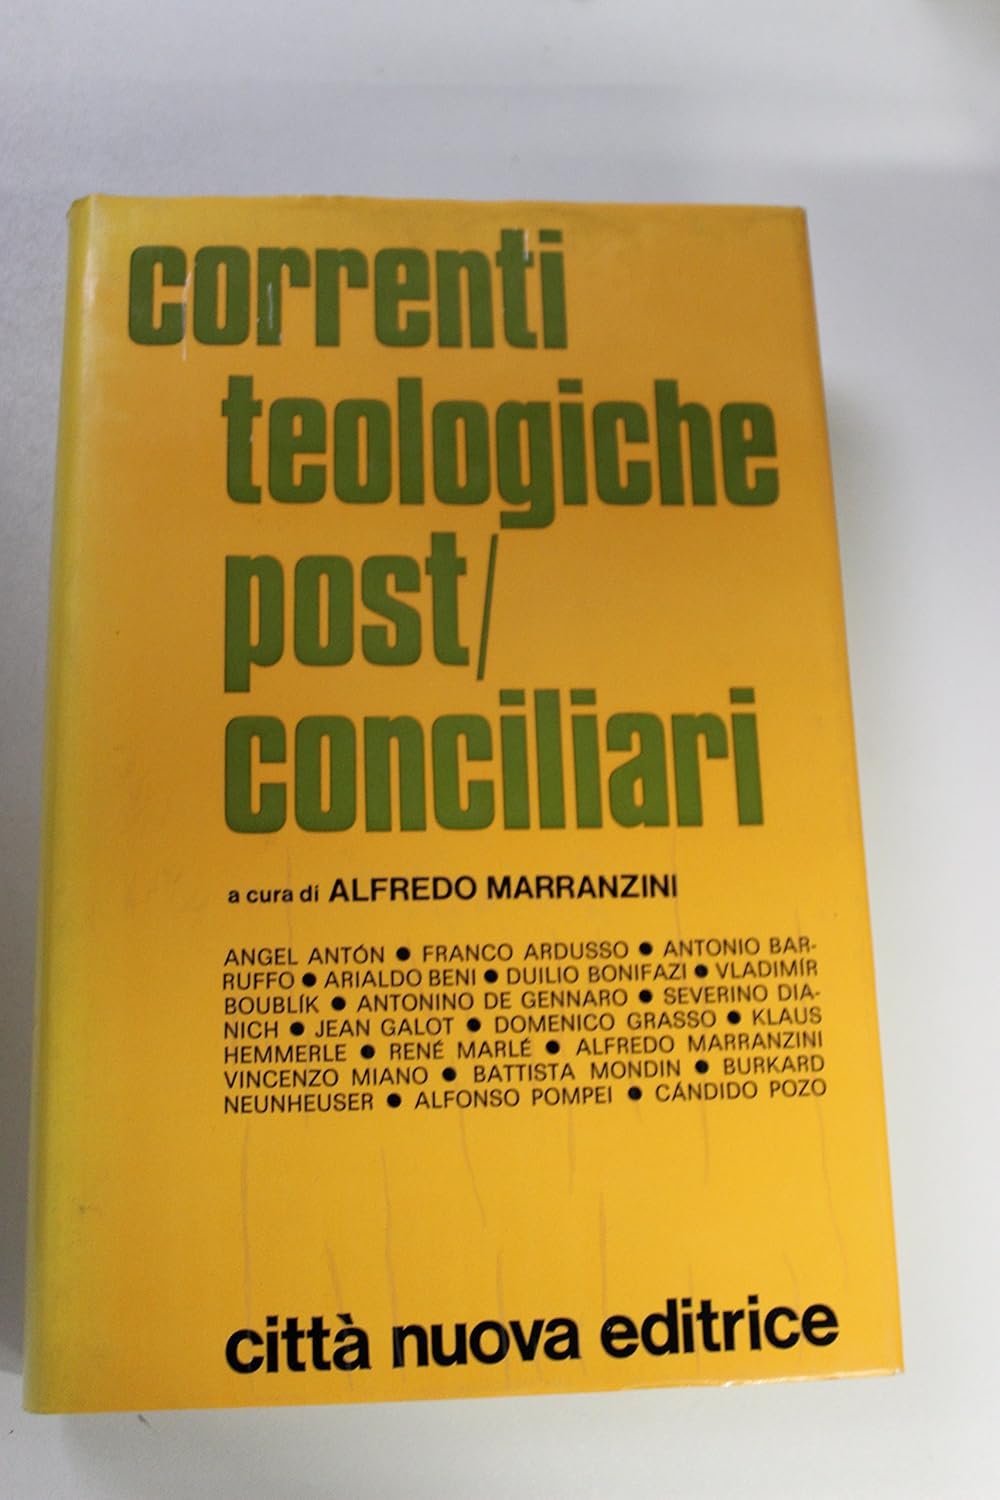 correnti
teologiche
post/
conciliari
a cura di ALFREDO MARRANZINI
ANGEL ANTÓN ● FRANCO ARDUSSO ● ANTONIO BAR-
RUFFO ● ARIALDO BENI ● DUILIO BONIFAZI ● VLADIMÍR
BOUBLÍK ● ANTONINO DE GENNARO ● SEVERINO DIA-
NICH ● JEAN GALOT ● DOMENICO GRASSO ● KLAUS
HEMMERLE ● RENÉ MARLÉ ● ALFREDO MARRANZINI
VINCENZO MIANO ● BATTISTA MONDIN ● BURKARD
NEUNHEUSER ● ALFONSO POMPEI ● CÁNDIDO POZO
città nuova editrice